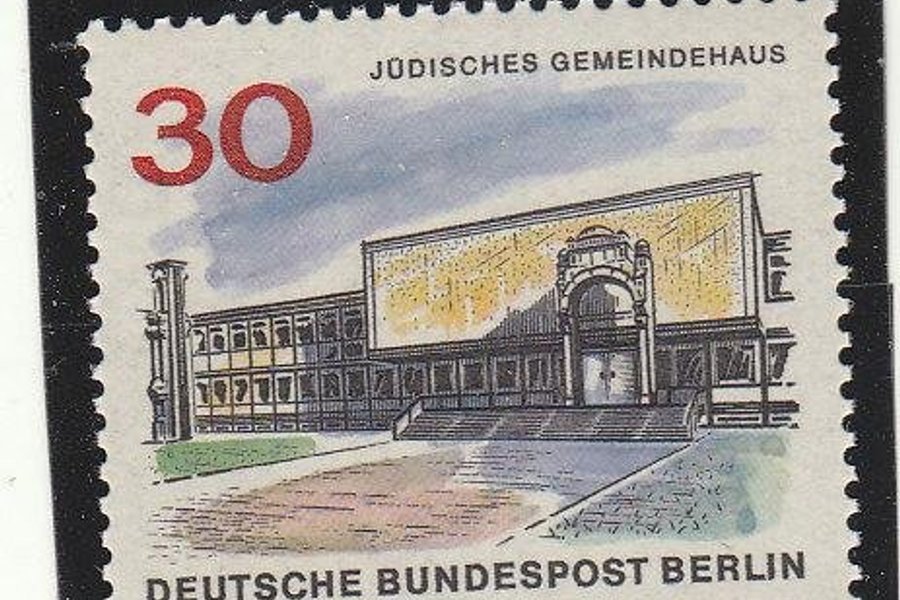 JÜDISCHES GEMEINDEHAUS
30
DEUTSCHE BUNDESPOST BERLIN